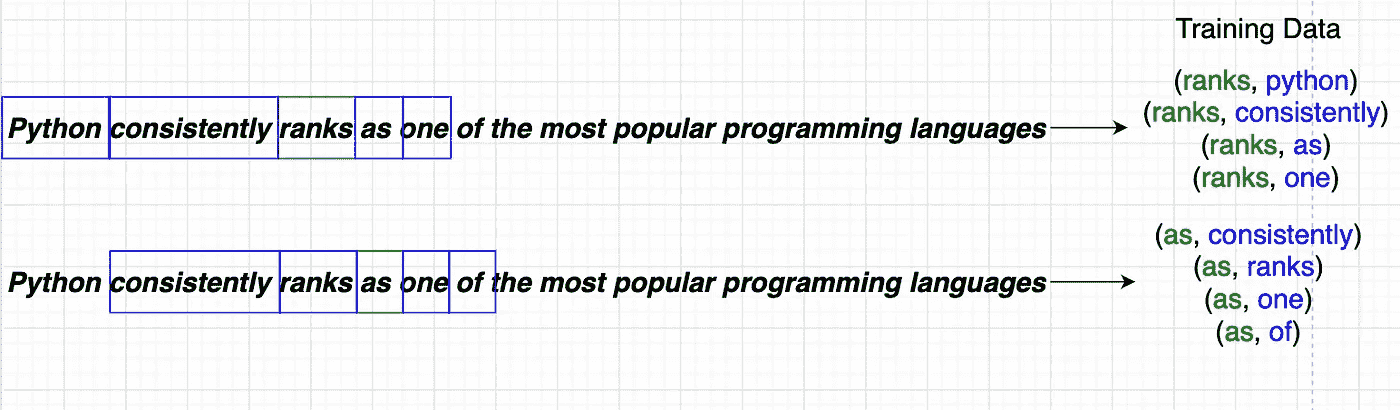 Training Data
Python consistently ranks as one of the most popular programming languages
(ranks, python)
(ranks, consistently)
(ranks, as)
(ranks, one)
Python consistently ranks as one of the most popular programming languages
(as, consistently)
(as, ranks)
(as, one)
(as, of)